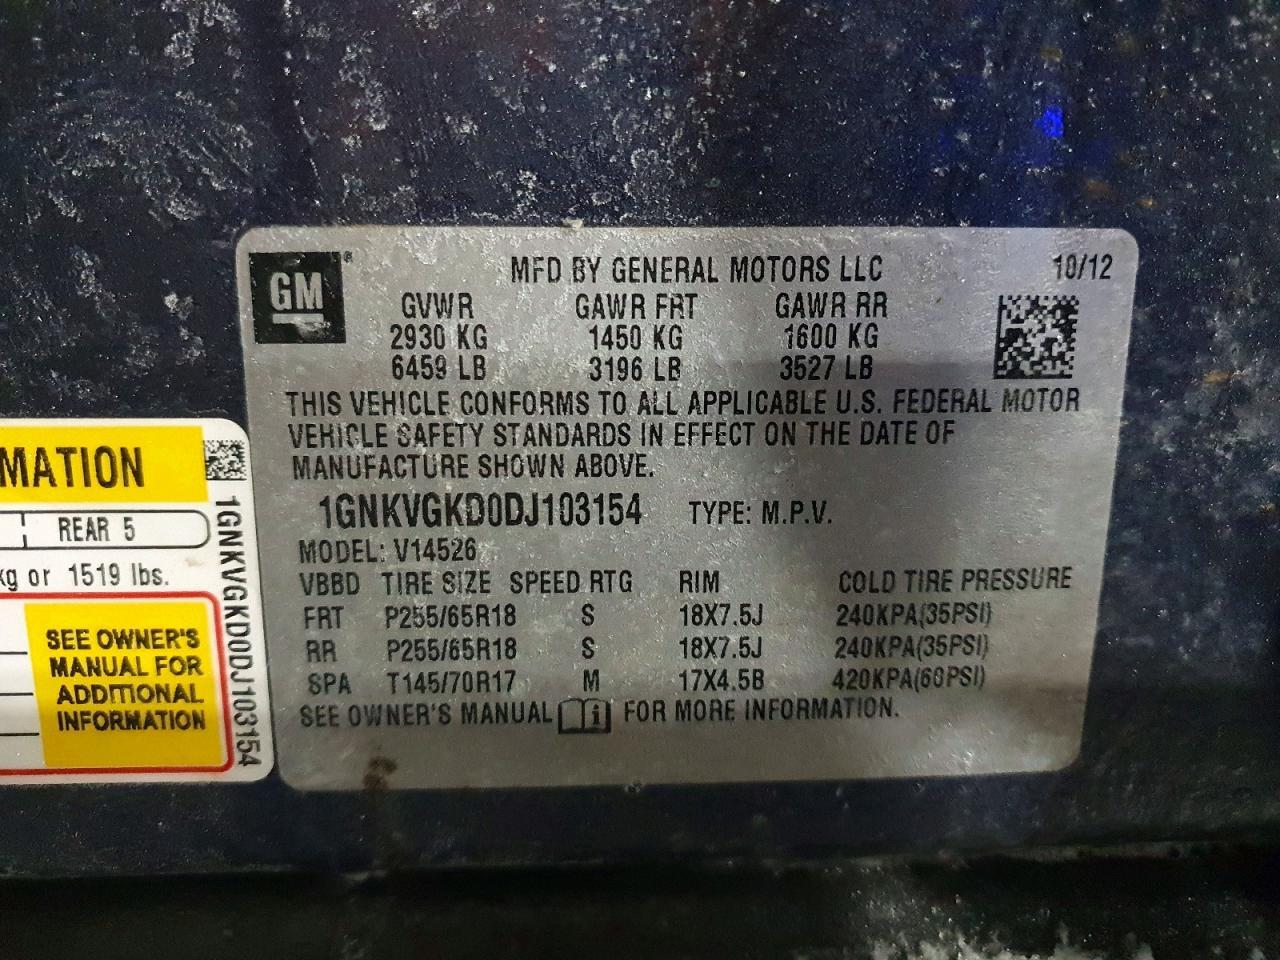 GM
MFD BY GENERAL MOTORS LLC 10/12
GVWR GAWR FRT GAWR RR
2930 KG 1450 KG 1600 KG
6459 LB 3196 LB 3527 LB
THIS VEHICLE CONFORMS TO ALL APPLICABLE U.S. FEDERAL MOTOR
VEHICLE SAFETY STANDARDS IN EFFECT ON THE DATE OF
MANUFACTURE SHOWN ABOVE.
1GNKVGKD0DJ103154 TYPE: M.P.V.
MODEL: V14526
VBBD TIRE SIZE SPEED RTG RIM COLD TIRE PRESSURE
FRT P255/65R18 S 18X7.5J 240KPA(35PSI)
RR P255/65R18 S 18X7.5J 240KPA(35PSI)
SPA T145/70R17 M 17X4.5B 420KPA(60PSI)
SEE OWNER'S MANUAL i FOR MORE INFORMATION.
MATION
REAR 5
kg or 1519 lbs.
SEE OWNER'S
MANUAL FOR
ADDITIONAL
INFORMATION
1GNKVGKD0DJ103154